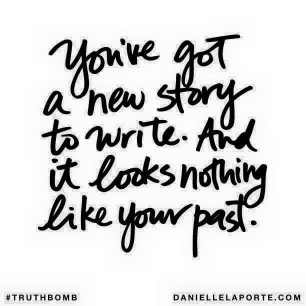 You've got
a new story
to write. And
it looks nothing
like your past.
#TRUTHBOMB DANIELLELAPORTE.COM